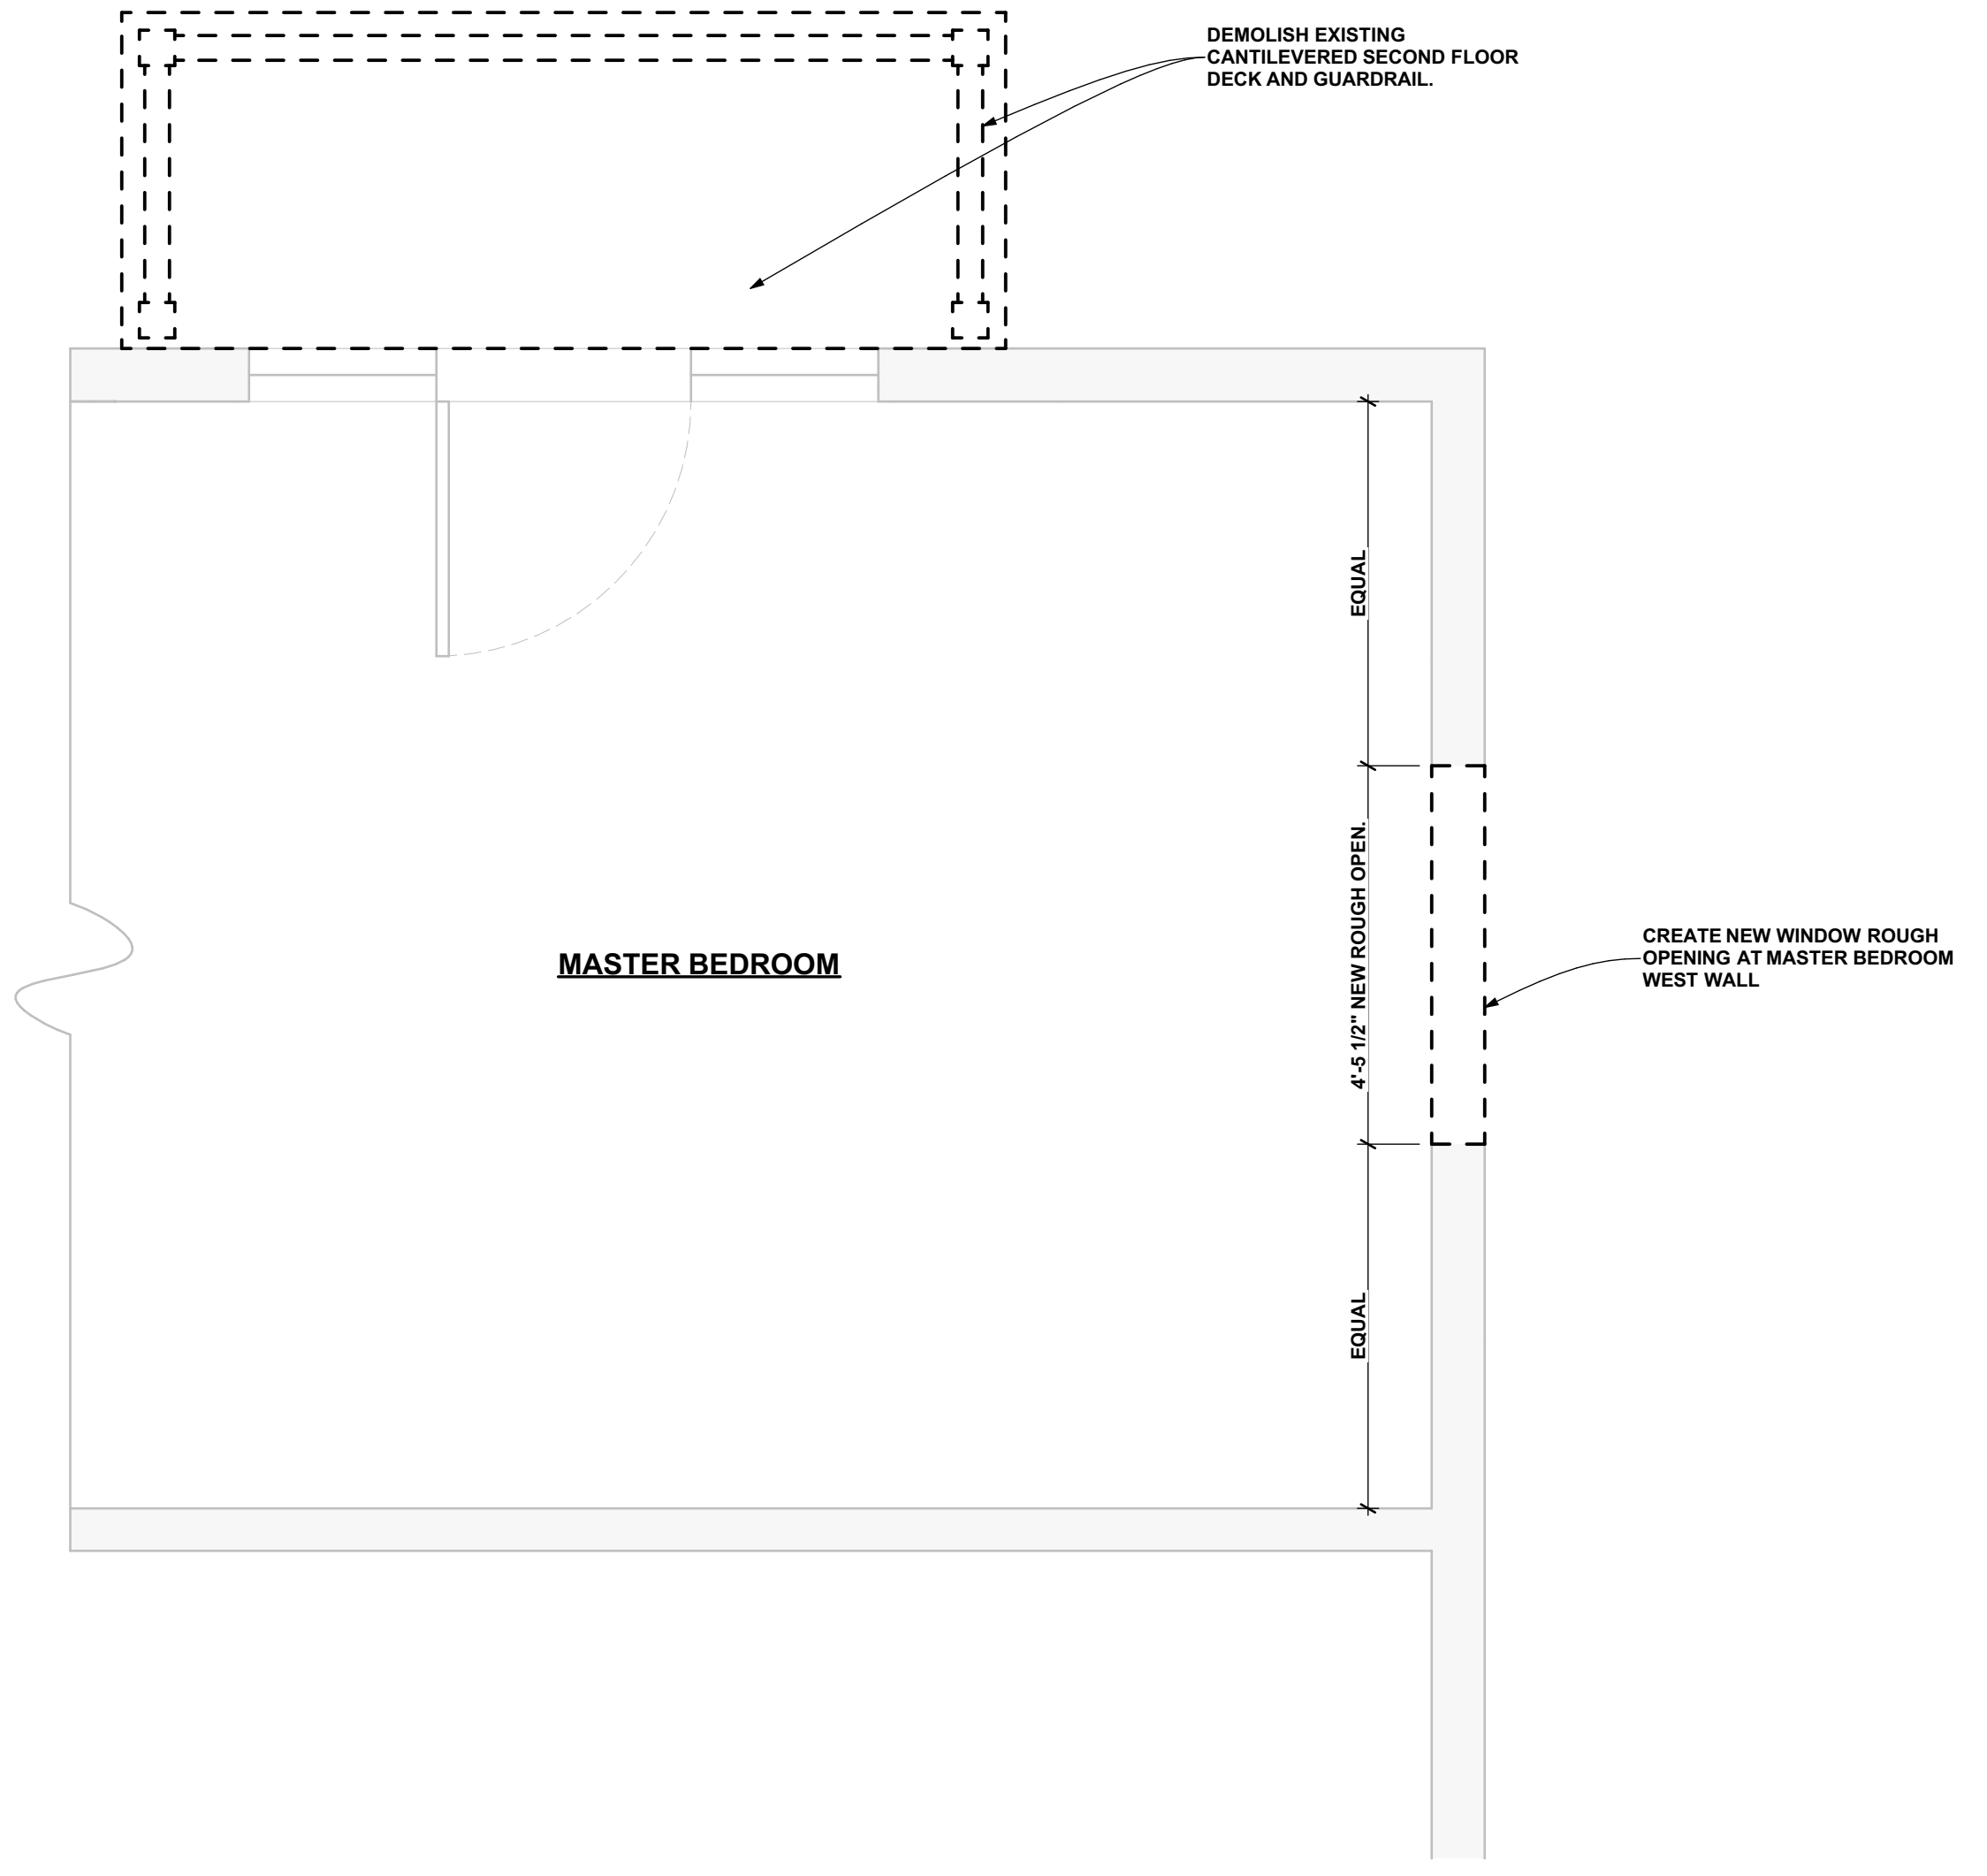 DEMOLISH EXISTING
CANTILEVERED SECOND FLOOR
DECK AND GUARDRAIL.
EQUAL
4'-5 1/2" NEW ROUGH OPEN.
CREATE NEW WINDOW ROUGH
OPENING AT MASTER BEDROOM
WEST WALL
MASTER BEDROOM
EQUAL